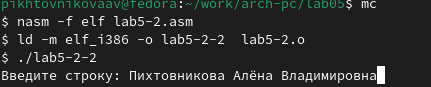 pikhtovnikovaav@fedora:~/work/arch-pc/lab05$ mc
$ nasm -f elf lab5-2.asm
$ ld -m elf_i386 -o lab5-2-2  lab5-2.o
$ ./lab5-2-2
Введите строку: Пихтовникова Алёна Владимировна